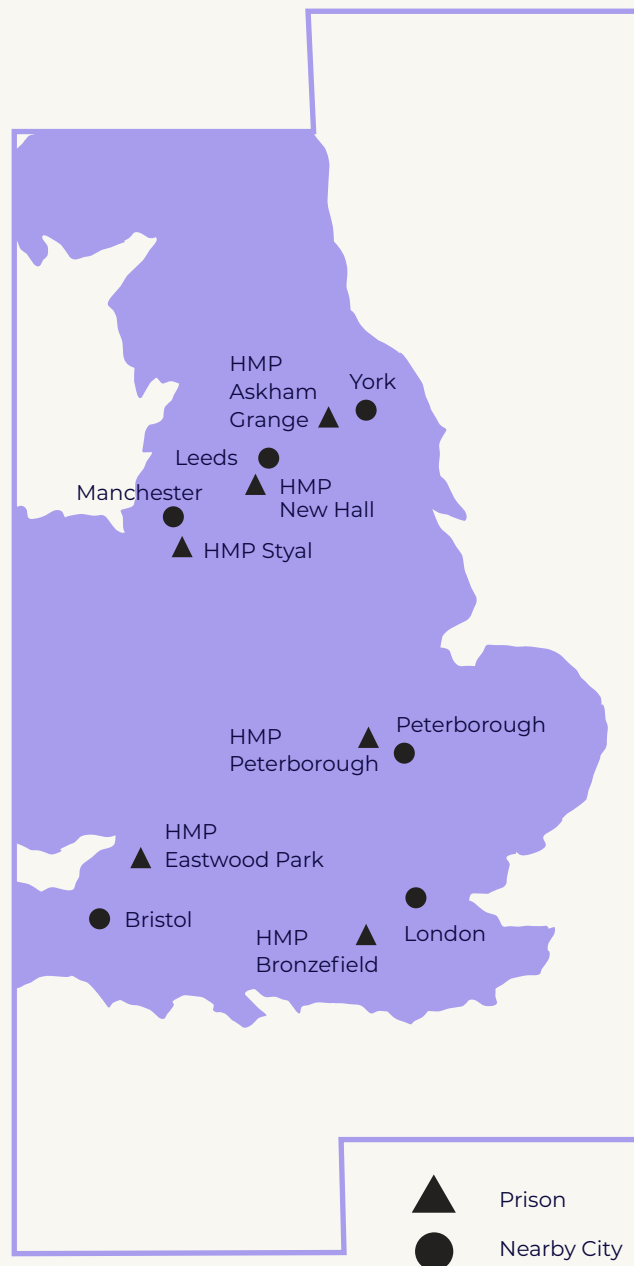 HMP
Askham
Grange
York
Leeds
HMP
New Hall
Manchester
HMP Styal
Peterborough
HMP
Peterborough
HMP
Eastwood Park
Bristol
London
HMP
Bronzefield
Prison
Nearby City